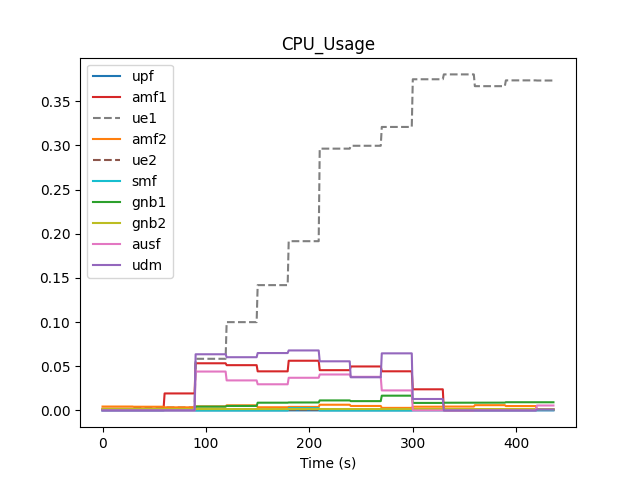 CPU_Usage
upf
amf1
ue1
amf2
ue2
smf
gnb1
gnb2
ausf
udm
0.35
0.30
0.25
0.20
0.15
0.10
0.05
0.00
0 100 200 300 400
Time (s)